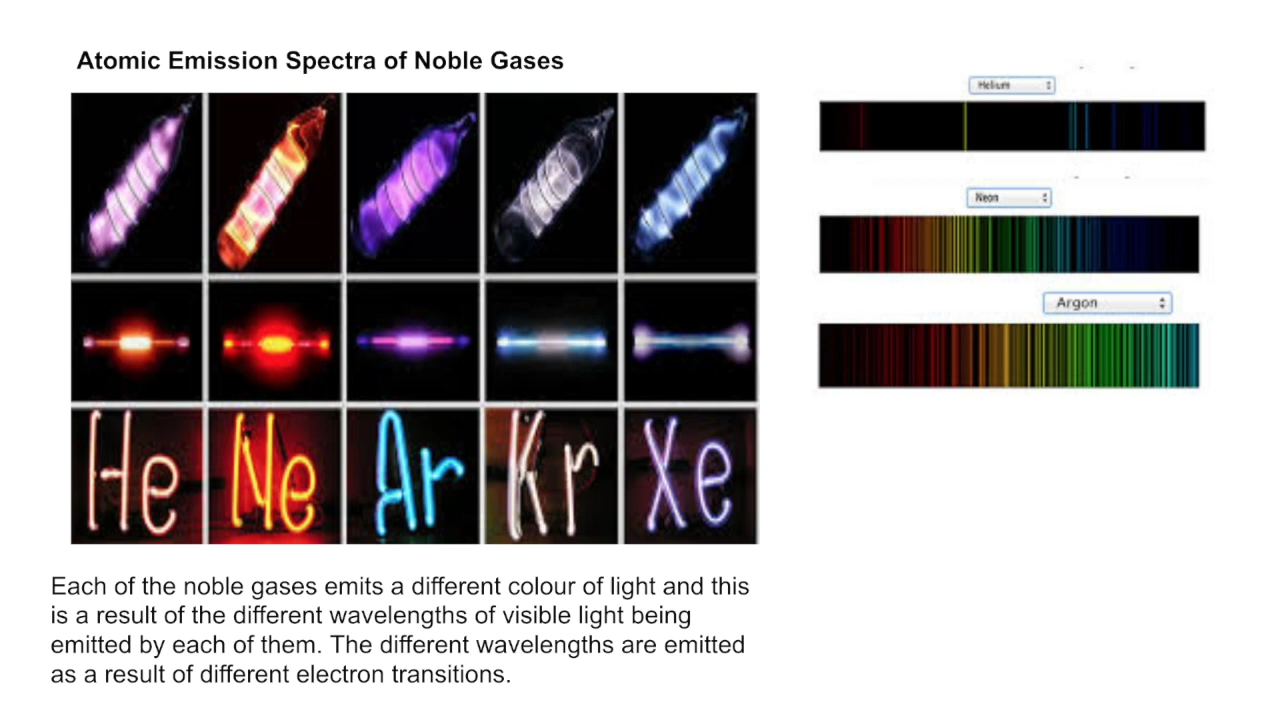 Atomic Emission Spectra of Noble Gases
Helium
Neon
Argon
He Ne Ar Kr Xe
Each of the noble gases emits a different colour of light and this
is a result of the different wavelengths of visible light being
emitted by each of them. The different wavelengths are emitted
as a result of different electron transitions.